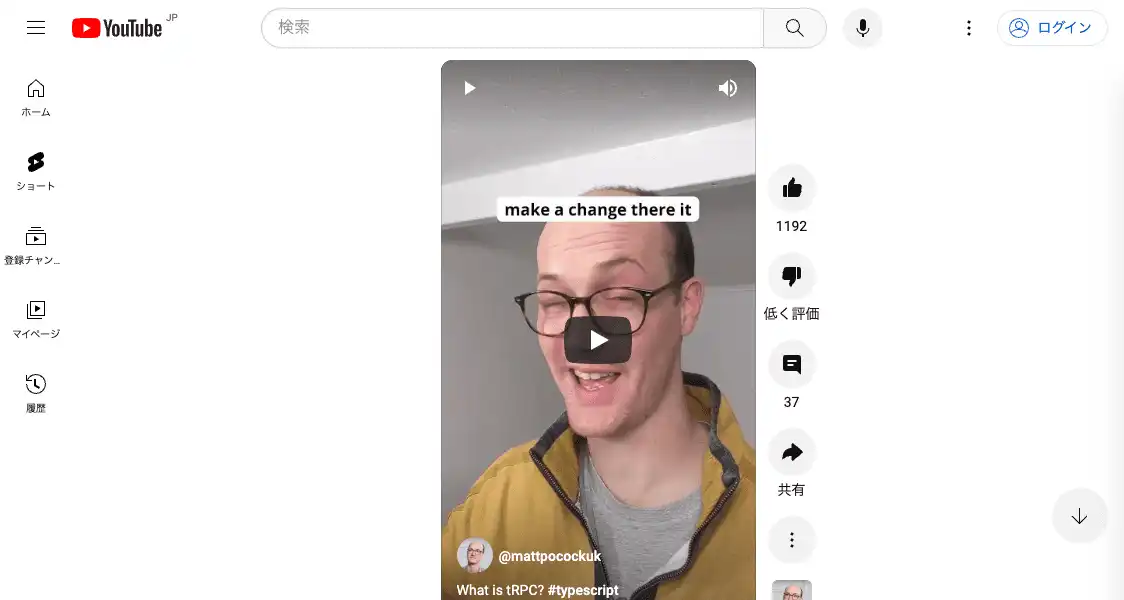 YouTube JP
検索
ログイン
ホーム
ショート
登録チャン...
マイページ
履歴
make a change there it
1192
低く評価
37
共有
@mattpocockuk
What is tRPC? #typescript